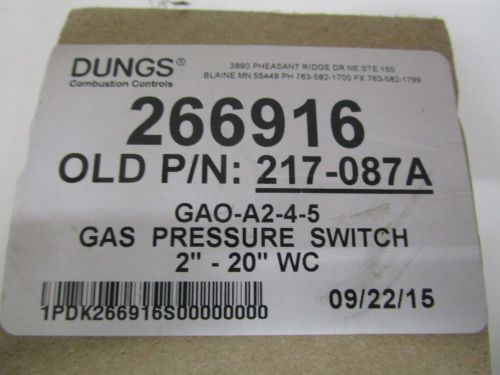 DUNGS®
Combustion Controls
3890 PHEASANT RIDGE DR NE STE 150
BLAINE MN 55449 PH 763-582-1700 FX 763-582-1799
266916
OLD P/N: 217-087A
GAO-A2-4-5
GAS PRESSURE SWITCH
2" - 20" WC
1PDK266916S00000000
09/22/15